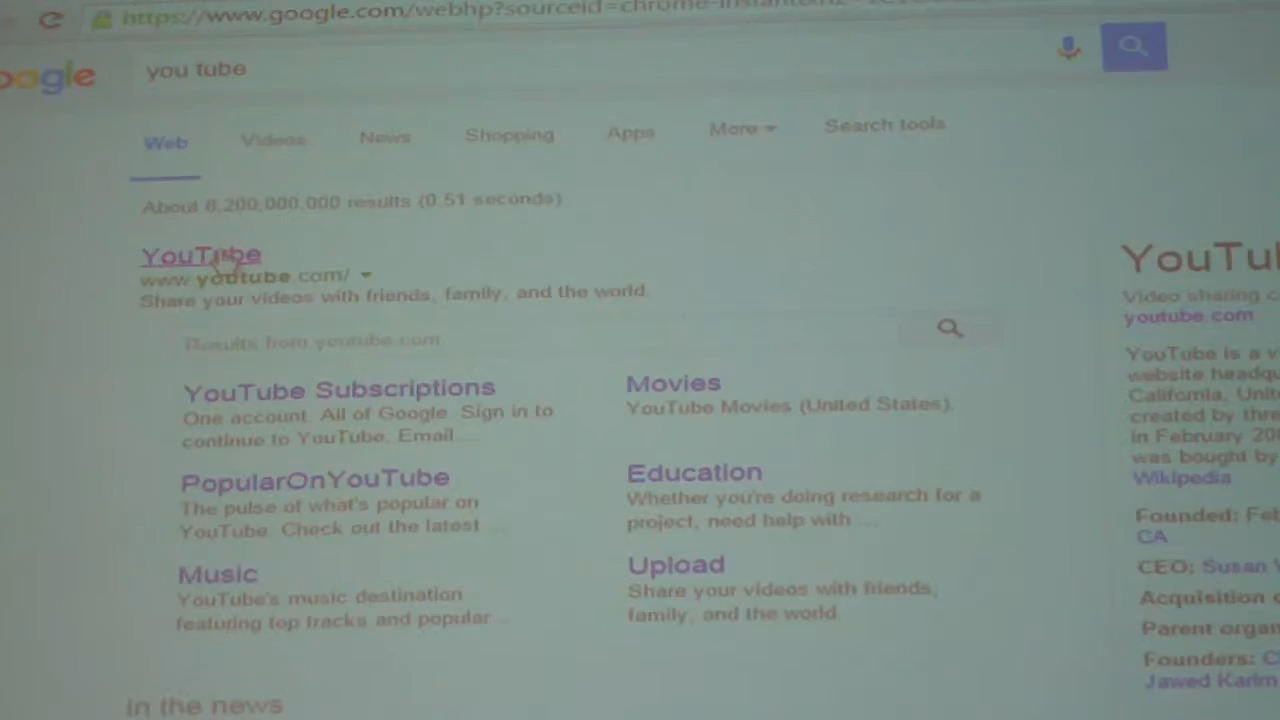 https://www.google.com/webhp?sourceid=chrome-instant
oogle you tube
Web Videos News Shopping Apps More Search tools
About 6,200,000,000 results (0.51 seconds)
YouTube
www.youtube.com/
Share your videos with friends, family, and the world.
Results from youtube.com
YouTube Subscriptions
One account. All of Google. Sign in to
continue to YouTube. Email ...
PopularOnYouTube
The pulse of what's popular on
YouTube. Check out the latest ...
Music
YouTube's music destination
featuring top tracks and popular ...
Movies
YouTube Movies (United States).
Education
Whether you're doing research for a
project, need help with ...
Upload
Share your videos with friends,
family, and the world.
In the news
YouTu
Video sharing c
youtube.com
YouTube is a v
website headqu
California, Unit
created by thre
in February 20
was bought by
Wikipedia
Founded: Feb
CA
CEO: Susan
Acquisition
Parent organ
Founders:
Jawed Karim